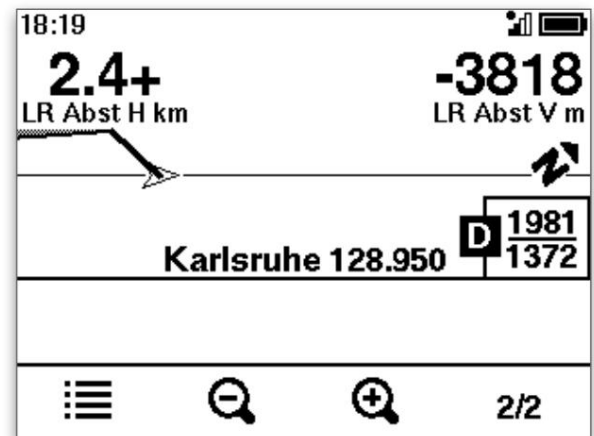 18:19
2.4+
-3818
LR Abst H km
LR Abst V m
N
D
1981
1372
Karlsruhe 128.950
2/2